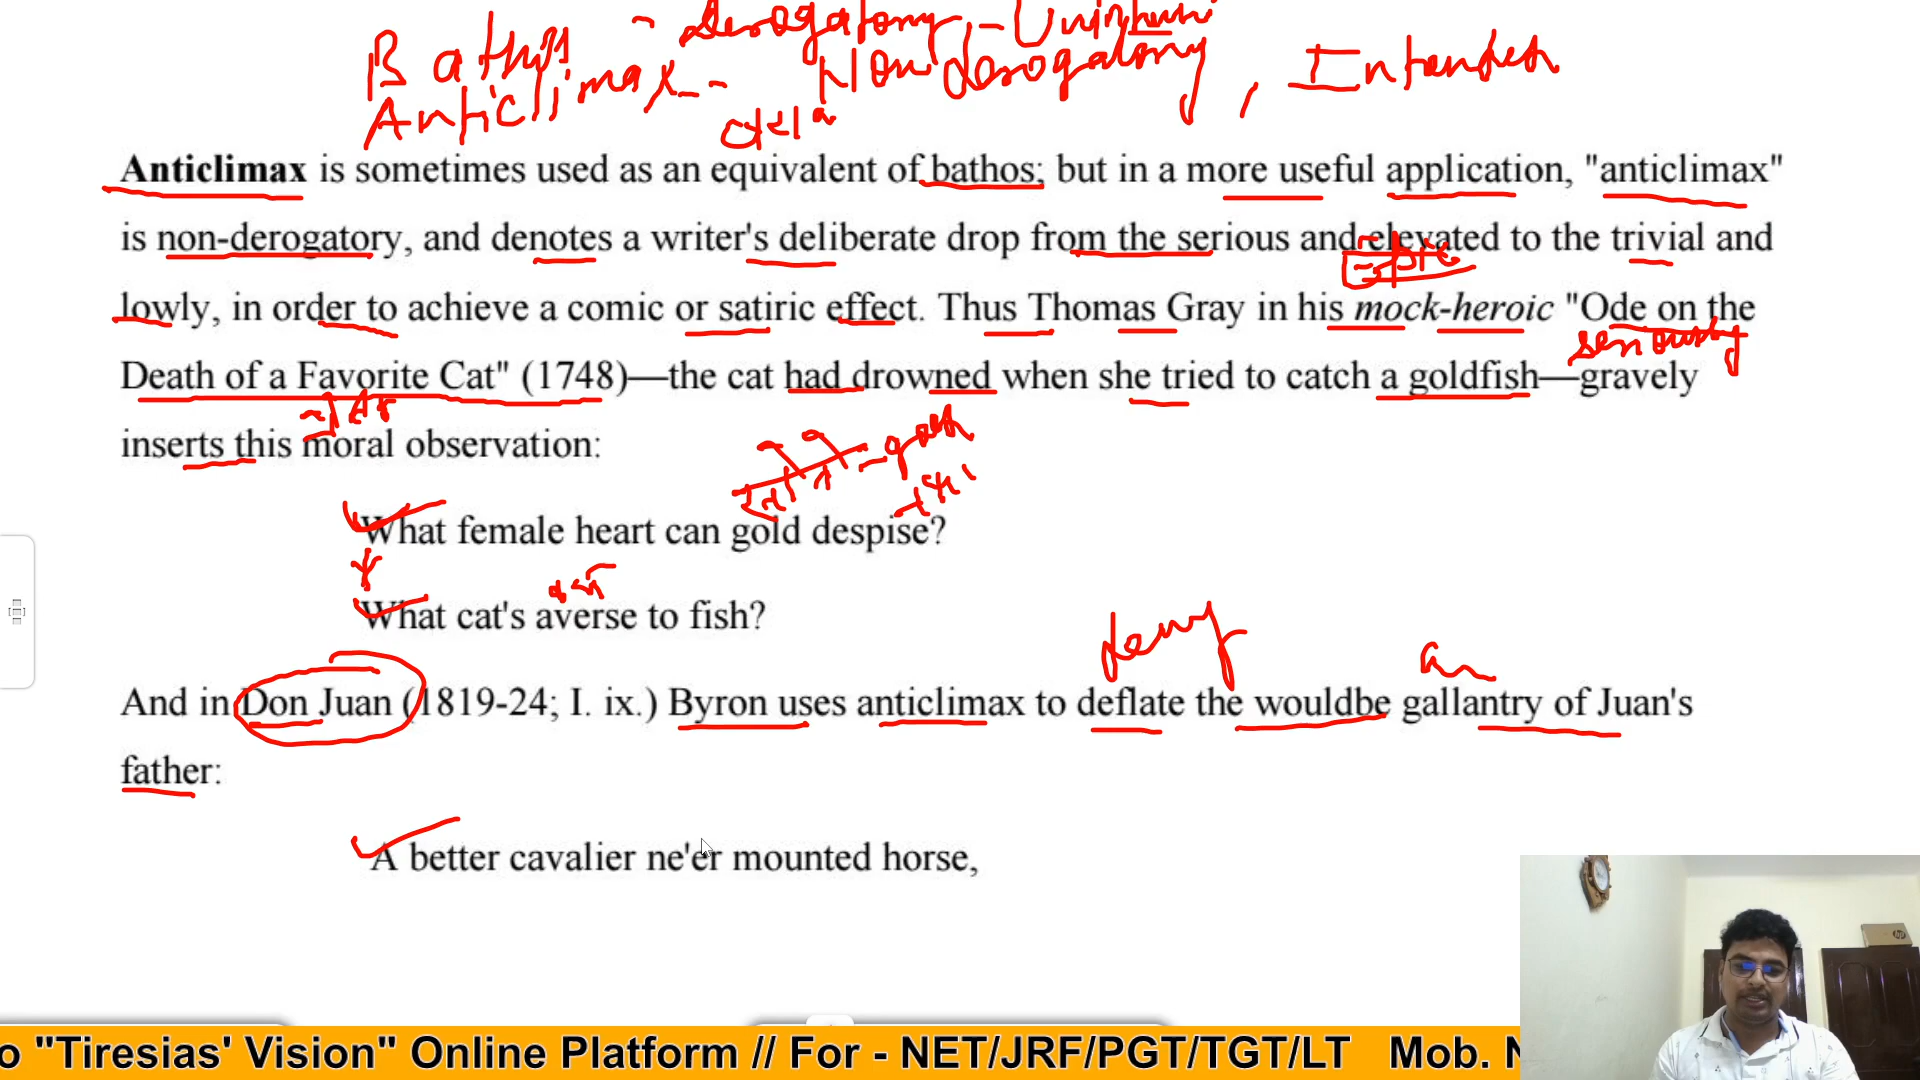 Bathos - derogatory, -
Anticlimax - Non derogatory, Intended
Anticlimax is sometimes used as an equivalent of bathos; but in a more useful application, "anticlimax"
is non-derogatory, and denotes a writer's deliberate drop from the serious and elevated to the trivial and
Epic
lowly, in order to achieve a comic or satiric effect. Thus Thomas Gray in his mock-heroic "Ode on the
seriously
Death of a Favorite Cat" (1748)—the cat had drowned when she tried to catch a goldfish—gravely
inserts this moral observation:
What female heart can gold despise?
What cat's averse to fish?
deny
And in Don Juan (1819-24; I. ix.) Byron uses anticlimax to deflate the wouldbe gallantry of Juan's
father:
A better cavalier ne'er mounted horse,
o "Tiresias' Vision" Online Platform // For - NET/JRF/PGT/TGT/LT Mob. N